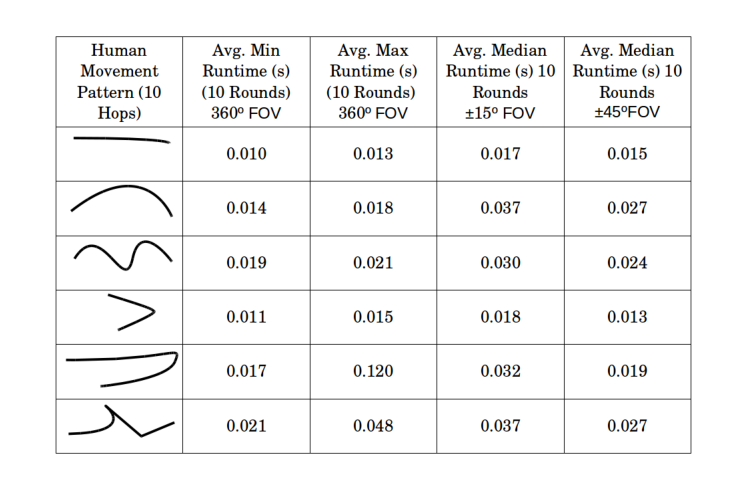 Human Movement Pattern (10 Hops) Avg. Min Runtime (s) (10 Rounds) 360º FOV Avg. Max Runtime (s) (10 Rounds) 360º FOV Avg. Median Runtime (s) 10 Rounds ±15º FOV Avg. Median Runtime (s) 10 Rounds ±45ºFOV
0.010 0.013 0.017 0.015
0.014 0.018 0.037 0.027
0.019 0.021 0.030 0.024
0.011 0.015 0.018 0.013
0.017 0.120 0.032 0.019
0.021 0.048 0.037 0.027